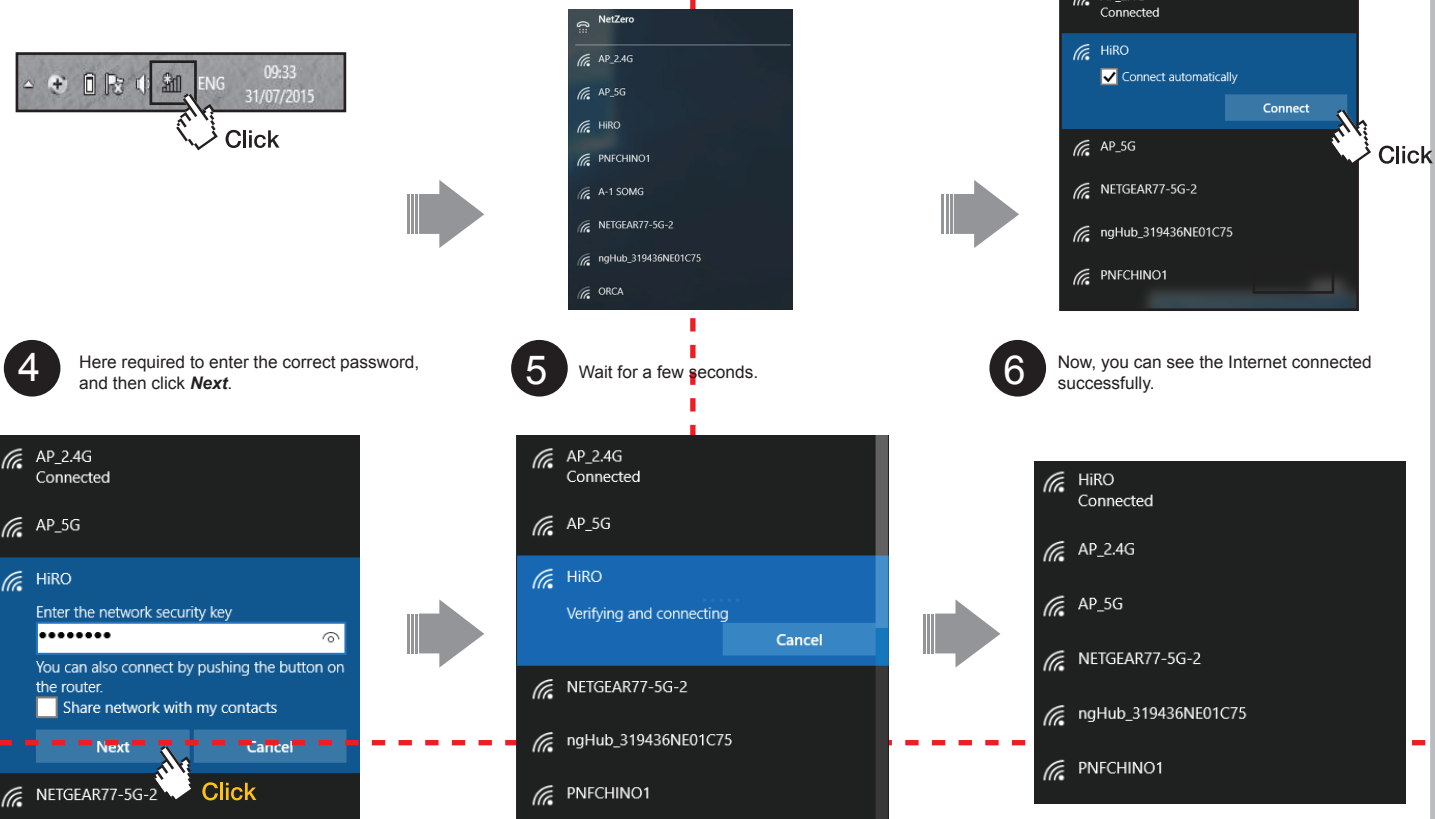 ENG
09:33
31/07/2015
Click
NetZero
AP_2.4G
AP_5G
HiRO
PNFCHINO1
A-1 SOMG
NETGEAR77-5G-2
ngHub_319436NE01C75
ORCA
Connected
HiRO
Connect automatically
Connect
Click
AP_5G
NETGEAR77-5G-2
ngHub_319436NE01C75
PNFCHINO1
4
Here required to enter the correct password,
and then click Next.
5
Wait for a few seconds.
6
Now, you can see the Internet connected
successfully.
AP_2.4G
Connected
AP_5G
HiRO
Enter the network security key
You can also connect by pushing the button on
the router.
Share network with my contacts
Next
Cancel
Click
NETGEAR77-5G-2
AP_2.4G
Connected
AP_5G
HiRO
Verifying and connecting
Cancel
NETGEAR77-5G-2
ngHub_319436NE01C75
PNFCHINO1
HiRO
Connected
AP_2.4G
AP_5G
NETGEAR77-5G-2
ngHub_319436NE01C75
PNFCHINO1